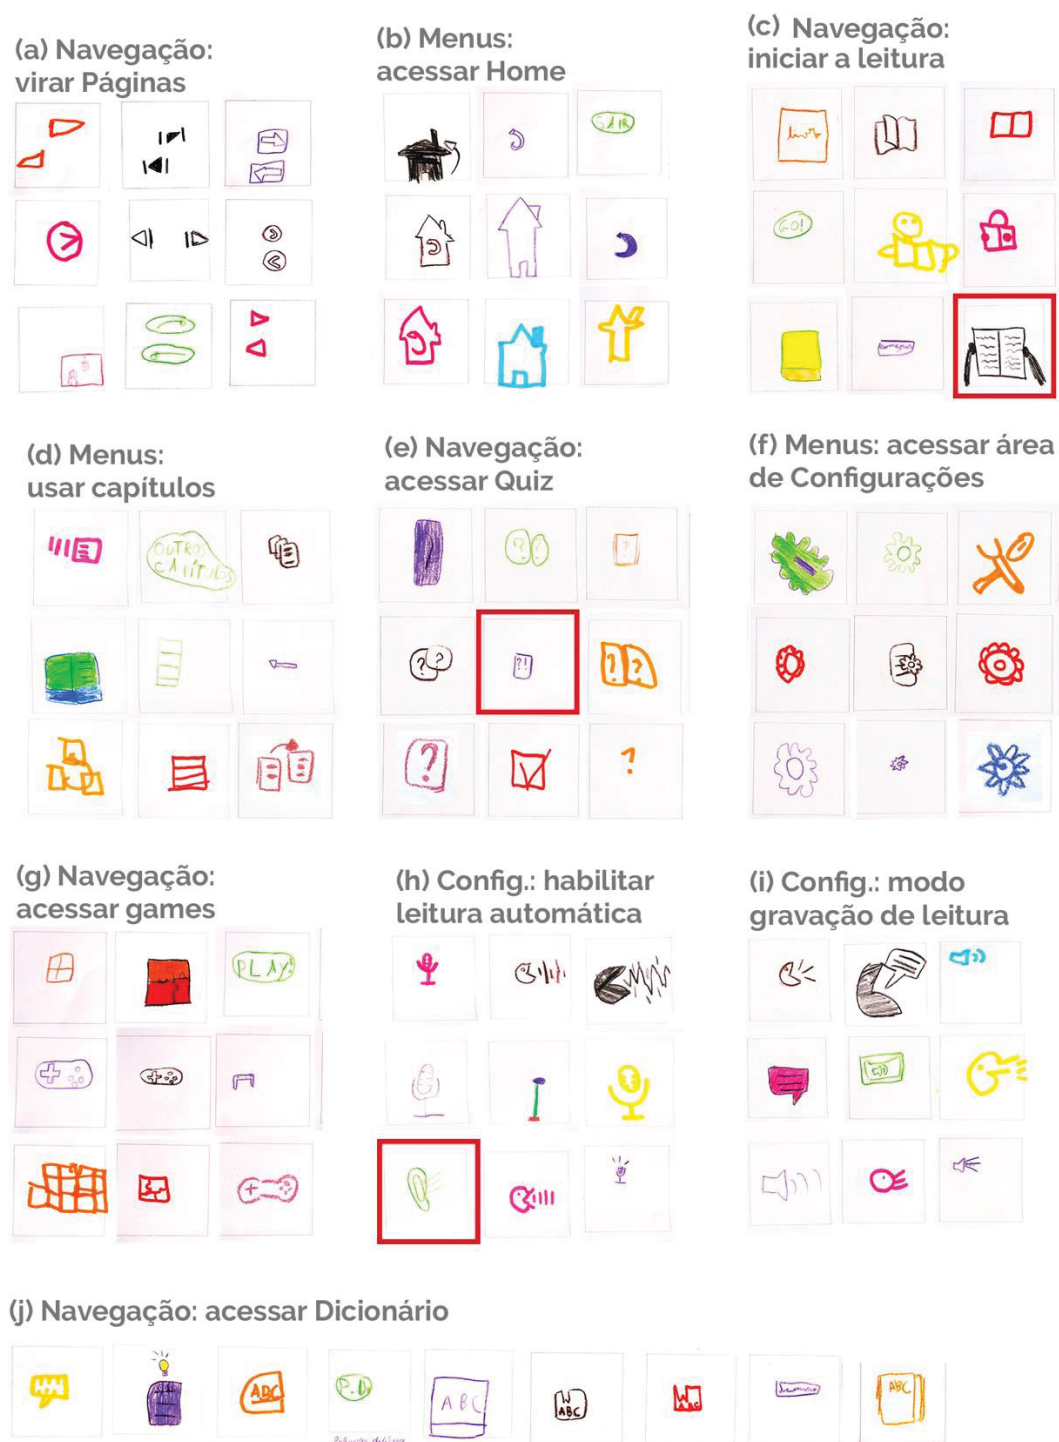 (a) Navegação:
virar Páginas
(b) Menus:
acessar Home
SAIR
(c) Navegação:
iniciar a leitura
livro
GO!
(d) Menus:
usar capítulos
OUTROS
CAPÍTULOS
(e) Navegação:
acessar Quiz
?
? ?
?
? ?
?!
? ?
?
?
(f) Menus: acessar área
de Configurações
(g) Navegação:
acessar games
PLAY!
(h) Config.: habilitar
leitura automática
(i) Config.: modo
gravação de leitura
(j) Navegação: acessar Dicionário
ABC
P.D.
ABC
W
ABC
W
ABC
ABC